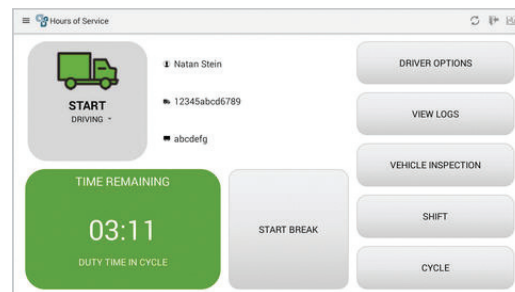 Hours of Service
START
DRIVING
Natan Stein
12345abcd6789
abcdefg
TIME REMAINING
03:11
DUTY TIME IN CYCLE
START BREAK
DRIVER OPTIONS
VIEW LOGS
VEHICLE INSPECTION
SHIFT
CYCLE